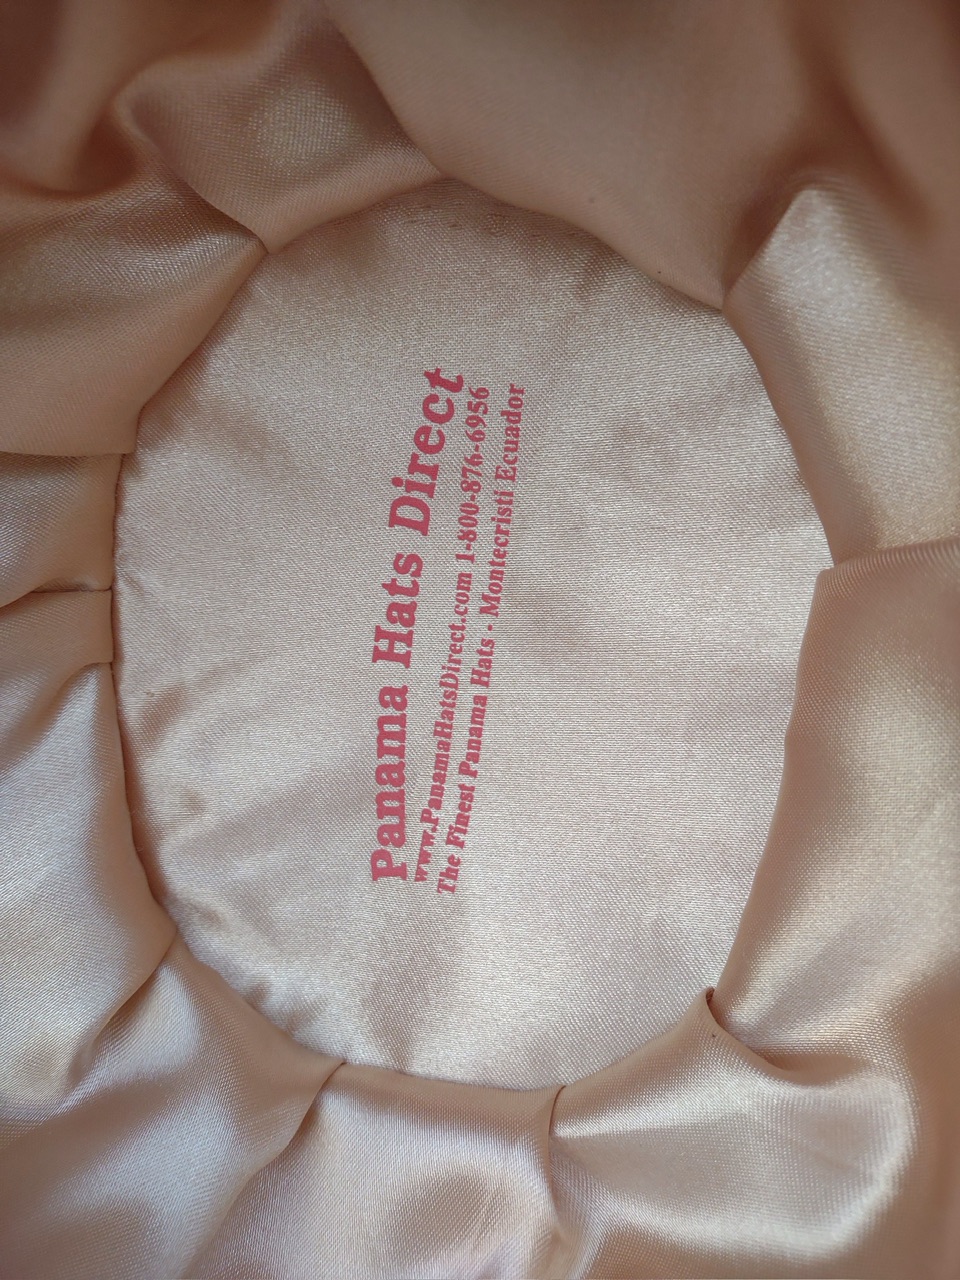 Panama Hats Direct
www.PanamaHatsDirect.com 1-800-876-6956
The Finest Panama Hats · Montecristi Ecuador